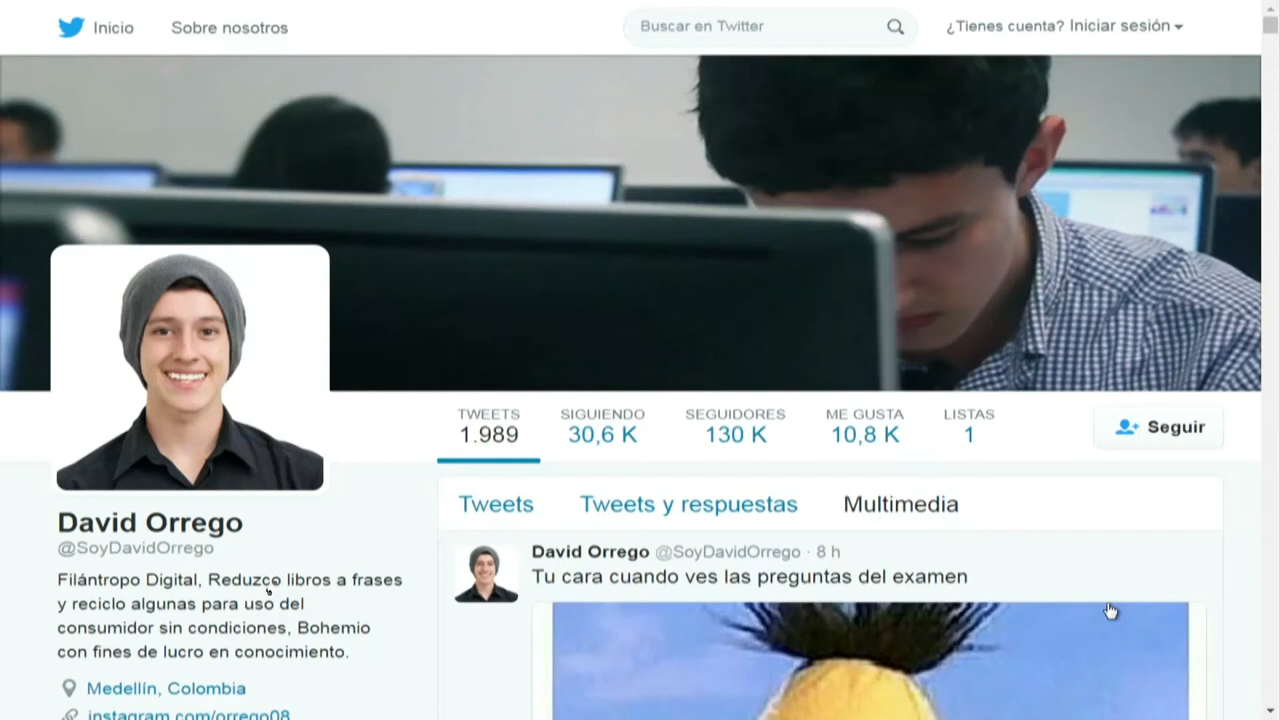 Inicio
Sobre nosotros
Buscar en Twitter
¿Tienes cuenta? Iniciar sesión
TWEETS
1.989
SIGUIENDO
30,6 K
SEGUIDORES
130 K
ME GUSTA
10,8 K
LISTAS
1
Seguir
David Orrego
@SoyDavidOrrego
Filántropo Digital, Reduzco libros a frases
y reciclo algunas para uso del
consumidor sin condiciones, Bohemio
con fines de lucro en conocimiento.
Medellín, Colombia
instagram.com/orrego08
Tweets
Tweets y respuestas
Multimedia
David Orrego @SoyDavidOrrego · 8 h
Tu cara cuando ves las preguntas del examen